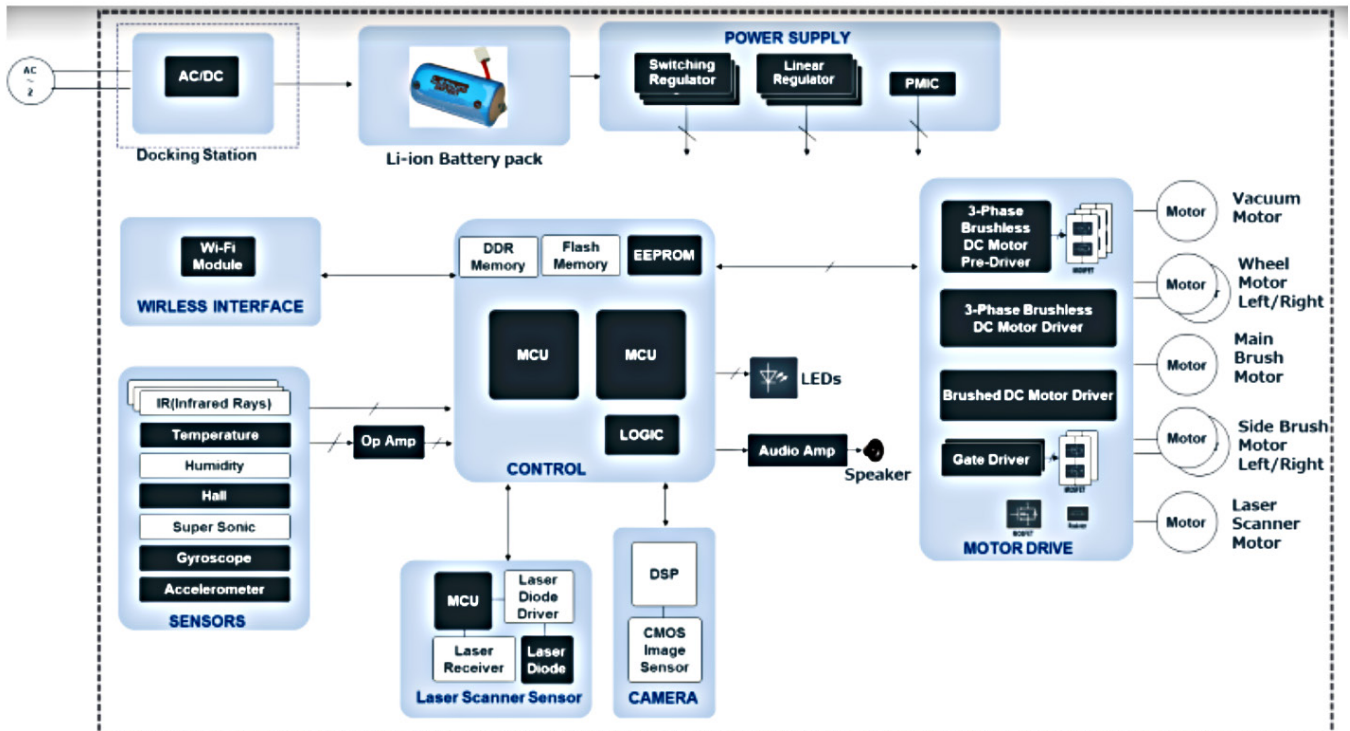 AC
~
2
AC/DC
Docking Station
Li-ion Battery pack
POWER SUPPLY
Switching
Regulator
Linear
Regulator
PMIC
Wi-Fi
Module
WIRLESS INTERFACE
DDR
Memory
Flash
Memory
EEPROM
MCU
MCU
LOGIC
CONTROL
LEDs
Audio Amp
Speaker
IR(Infrared Rays)
Temperature
Humidity
Hall
Super Sonic
Gyroscope
Accelerometer
SENSORS
Op Amp
MCU
Laser
Diode
Driver
Laser
Receiver
Laser
Diode
Laser Scanner Sensor
DSP
CMOS
Image
Sensor
CAMERA
3-Phase
Brushless
DC Motor
Pre-Driver
MOSFET
3-Phase Brushless
DC Motor Driver
Brushed DC Motor Driver
Gate Driver
MOSFET
MOSFET
MOTOR DRIVE
Motor
Vacuum
Motor
Motor
Wheel
Motor
Left/Right
Motor
Main
Brush
Motor
Motor
Side Brush
Motor
Left/Right
Motor
Laser
Scanner
Motor